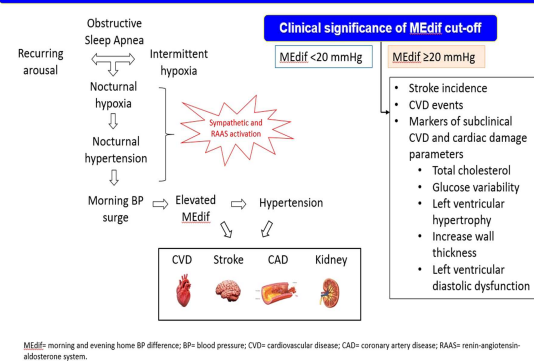 Clinical significance of MEdif cut-off
Obstructive
Sleep Apnea
Recurring
arousal
Intermittent
hypoxia
Nocturnal
hypoxia
Nocturnal
hypertension
Sympathetic and
RAAS activation
Morning BP
surge
Elevated
MEdif
Hypertension
CVD
Stroke
CAD
Kidney
MEdif <20 mmHg
MEdif ≥20 mmHg
• Stroke incidence
• CVD events
• Markers of subclinical
CVD and cardiac damage
parameters
• Total cholesterol
• Glucose variability
• Left ventricular
hypertrophy
• Increase wall
thickness
• Left ventricular
diastolic dysfunction
MEdif= morning and evening home BP difference; BP= blood pressure; CVD= cardiovascular disease; CAD= coronary artery disease; RAAS= renin-angiotensin-
aldosterone system.